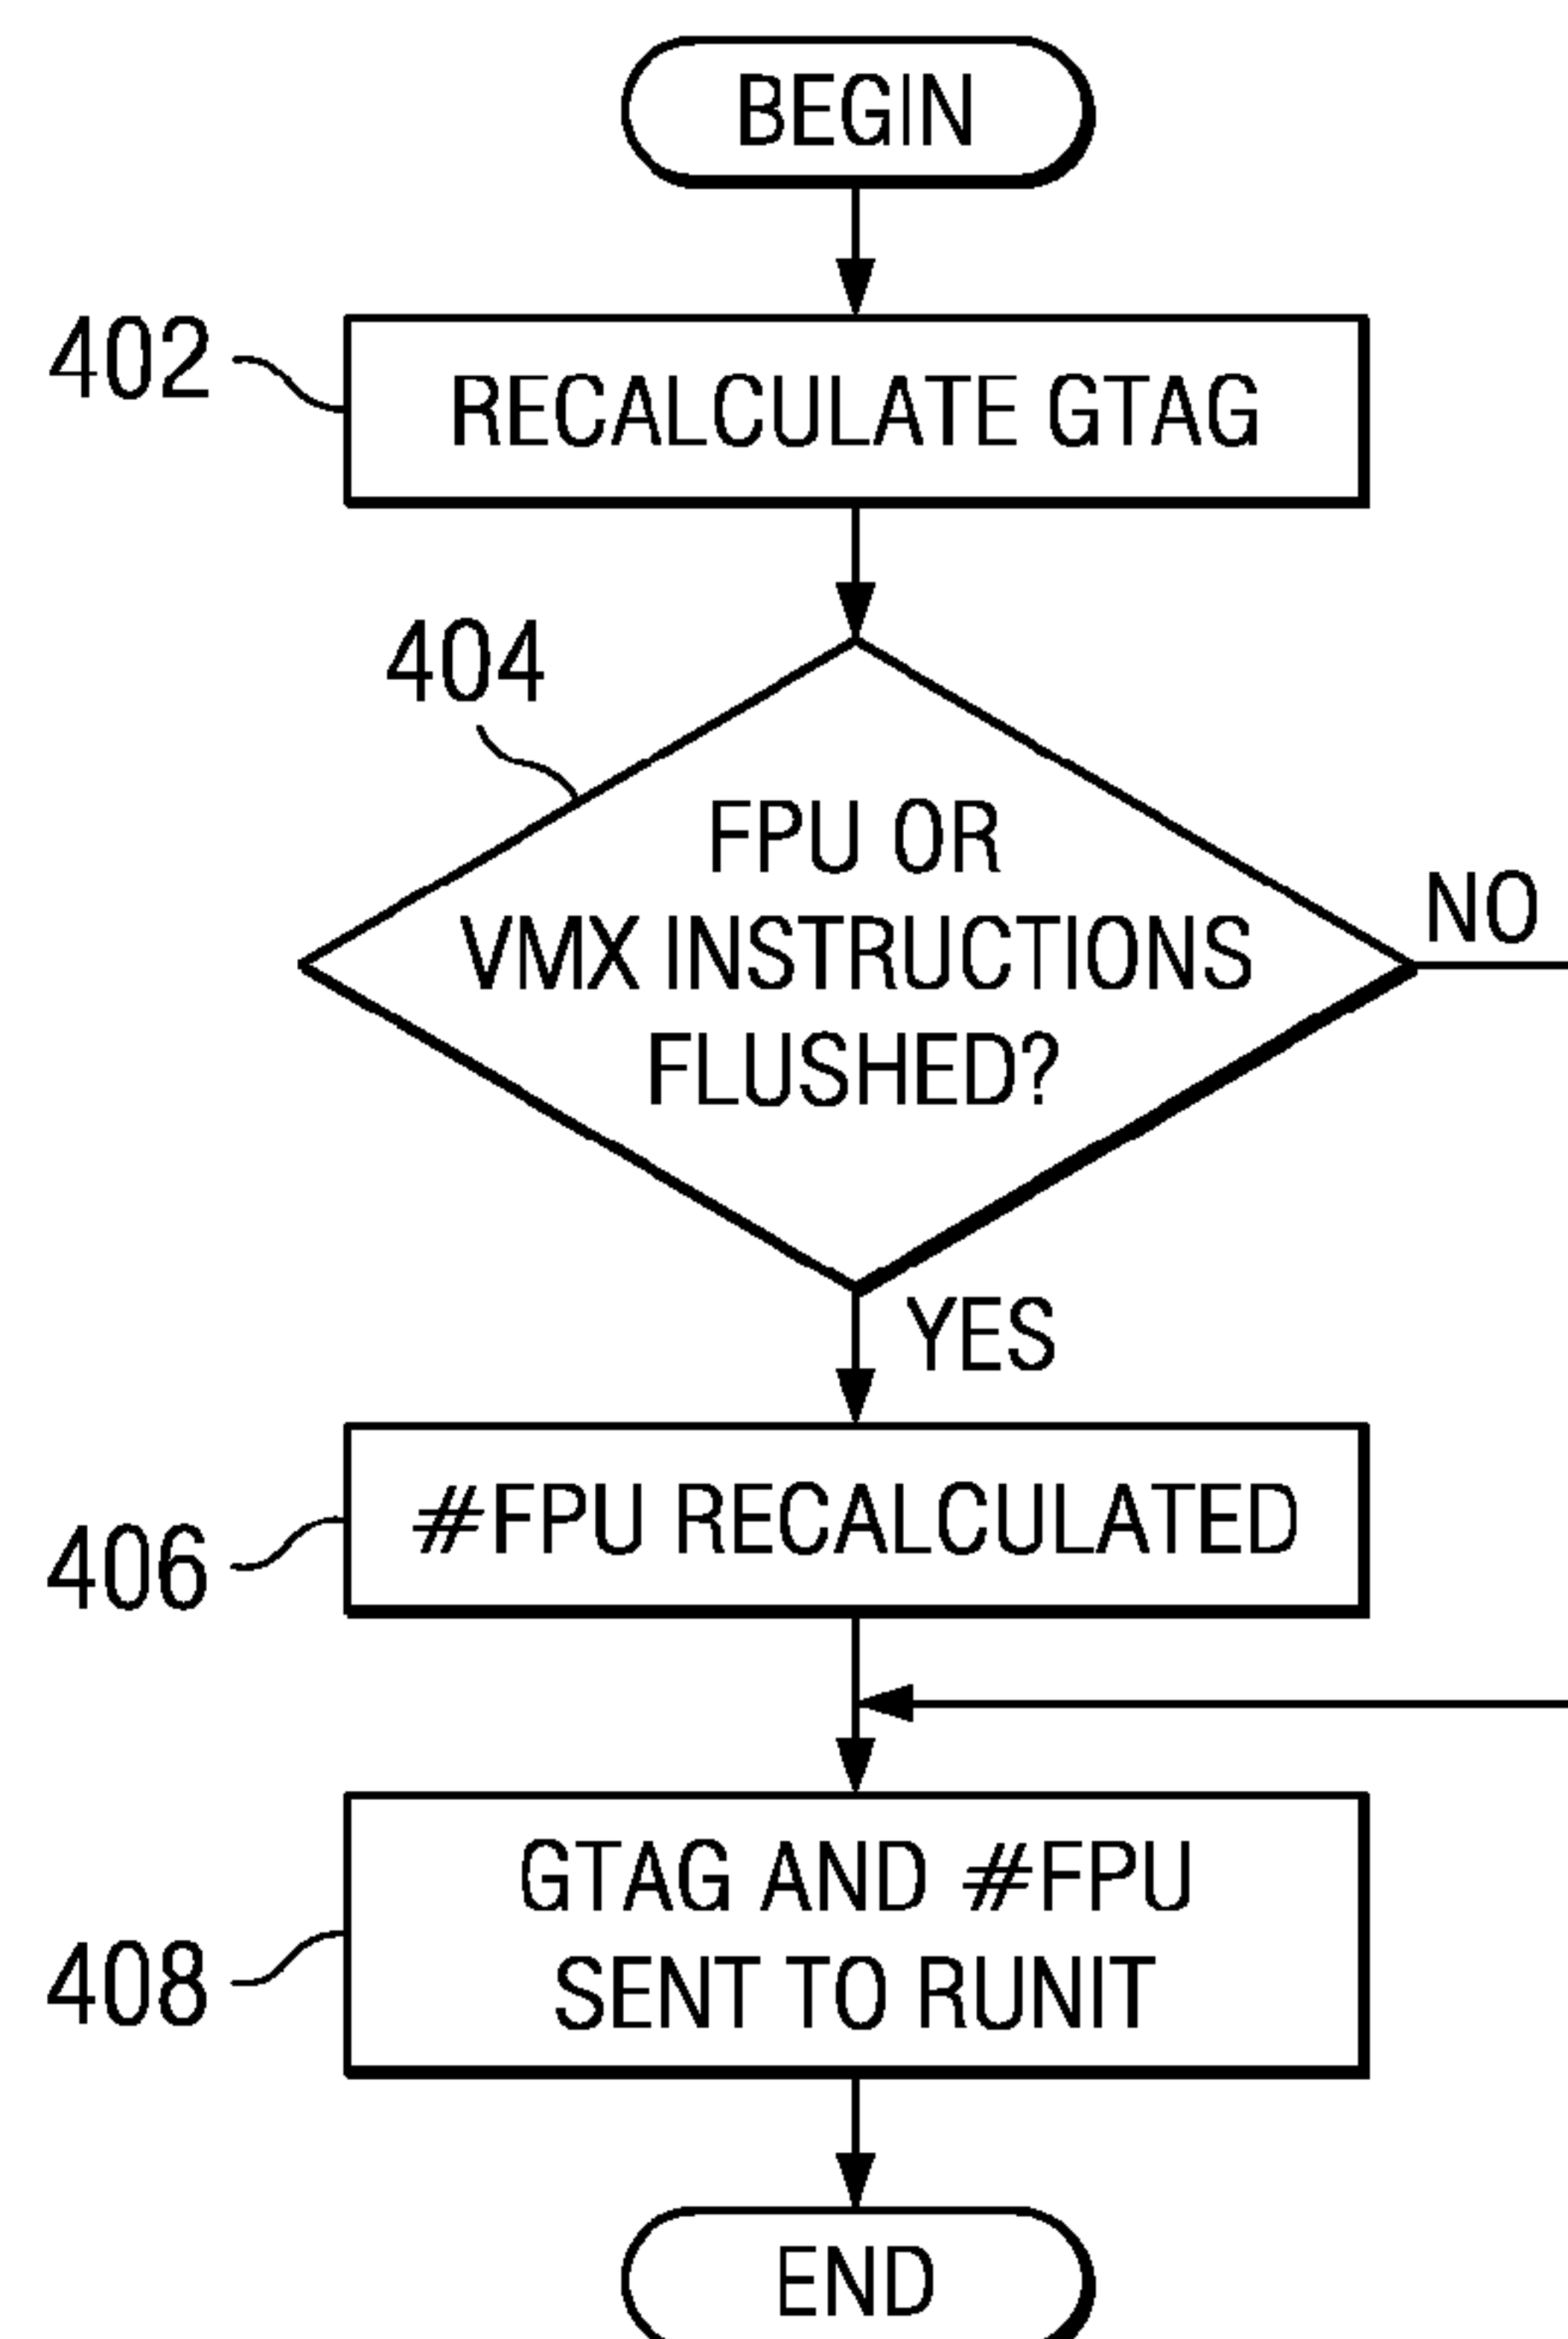 BEGIN
402
RECALCULATE GTAG
404
FPU OR
VMX INSTRUCTIONS
FLUSHED?
NO
YES
406
#FPU RECALCULATED
408
GTAG AND #FPU
SENT TO RUNIT
END